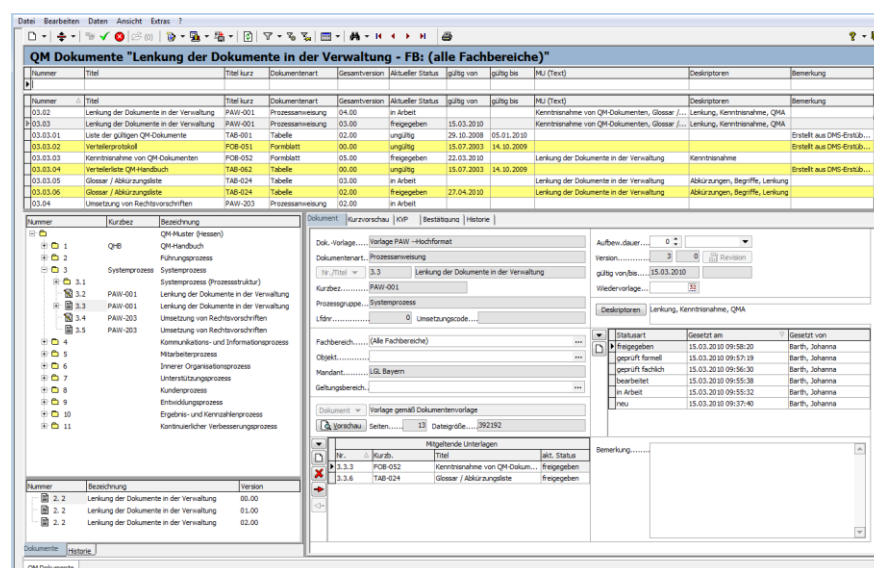 Datei Bearbeiten Daten Ansicht Extras ?
QM Dokumente "Lenkung der Dokumente in der Verwaltung - FB: (alle Fachbereiche)"
Nummer Titel Titel kurz Dokumentenart Gesamtversion Aktueller Status gültig von gültig bis MU (Text) Deskriptoren Bemerkung
Nummer Titel Titel kurz Dokumentenart Gesamtversion Aktueller Status gültig von gültig bis MU (Text) Deskriptoren Bemerkung
03.02 Lenkung der Dokumente in der Verwaltung PAW-001 Prozessanweisung 04.00 in Arbeit Kenntnisnahme von QM-Dokumenten, Glossar /... Lenkung, Kenntnisnahme, QMA
03.03 Lenkung der Dokumente in der Verwaltung PAW-001 Prozessanweisung 03.00 freigegeben 15.03.2010 Kenntnisnahme von QM-Dokumenten, Glossar /... Lenkung, Kenntnisnahme, QMA
03.03.01 Liste der gültigen QM-Dokumente TAB-001 Tabelle 02.00 ungültig 29.10.2008 05.01.2010 Erstellt aus DMS-Erstüb...
03.03.02 Verteilerprotokoll FOB-051 Formblatt 00.00 ungültig 15.07.2003 14.10.2009 Erstellt aus DMS-Erstüb...
03.03.03 Kenntnisnahme von QM-Dokumenten FOB-052 Formblatt 05.00 freigegeben 22.03.2010 Lenkung der Dokumente in der Verwaltung Kenntnisnahme
03.03.04 Verteilerliste QM-Handbuch TAB-062 Tabelle 00.00 ungültig 15.07.2003 14.10.2009 Erstellt aus DMS-Erstüb...
03.03.05 Glossar / Abkürzungsliste TAB-024 Tabelle 03.00 in Arbeit Lenkung der Dokumente in der Verwaltung Abkürzungen, Begriffe, Lenkung
03.03.06 Glossar / Abkürzungsliste TAB-024 Tabelle 02.00 freigegeben 27.04.2010 Lenkung der Dokumente in der Verwaltung Abkürzungen, Begriffe, Lenkung
03.04 Umsetzung von Rechtsvorschriften PAW-203 Prozessanweisung 02.00 in Arbeit
Nummer Kurzbez Bezeichnung
QM-Muster (Hessen)
1 QHB QM-Handbuch
2 Führungsprozess
3 Systemprozess Systemprozess
3.1 Systemprozess (Prozessstruktur)
3.2 PAW-001 Lenkung der Dokumente in der Verwaltung
3.3 PAW-001 Lenkung der Dokumente in der Verwaltung
3.4 PAW-203 Umsetzung von Rechtsvorschriften
3.5 PAW-203 Umsetzung von Rechtsvorschriften
4 Kommunikations- und Informationsprozess
5 Mitarbeiterprozess
6 Innerer Organisationsprozess
7 Unterstützungsprozess
8 Kundenprozess
9 Entwicklungsprozess
10 Ergebnis- und Kennzahlenprozess
11 Kontinuierlicher Verbesserungsprozess
Nummer Bezeichnung Version
2. 2 Lenkung der Dokumente in der Verwaltung 00.00
2. 2 Lenkung der Dokumente in der Verwaltung 01.00
2. 2 Lenkung der Dokumente in der Verwaltung 02.00
Dokumente Historie
QM Dokumente
Dokument Kurzvorschau KVP Bestätigung Historie
Dok.-Vorlage..... Vorlage PAW --Hochformat
Dokumentenart.. Prozessanweisung
Nr./Titel 3.3 Lenkung der Dokumente in der Verwaltung
Kurzbez............ PAW-001
Prozessgruppe... Systemprozess
Lfdnr................ 0 Umsetzungscode....
Fachbereich...... (Alle Fachbereiche) ...
Objekt............. ...
Mandant.......... LGL Bayern
Geltungsbereich.. ...
Dokument Vorlage gemäß Dokumentenvorlage
Vorschau Seiten...... 13 Dateigröße.... 392192
Mitgeltende Unterlagen
Nr. Kurzb. Titel akt. Status
3.3.3 FOB-052 Kenntnisnahme von QM-Dokum... freigegeben
3.3.6 TAB-024 Glossar / Abkürzungsliste freigegeben
Aufbew.dauer.... 0
Version............. 3 0 Revision
gültig von/bis..... 15.03.2010
Wiedervorlage...
Deskriptoren Lenkung, Kenntnisnahme, QMA
Statusart Gesetzt am Gesetzt von
freigegeben 15.03.2010 09:58:20 Barth, Johanna
geprüft formell 15.03.2010 09:57:19 Barth, Johanna
geprüft fachlich 15.03.2010 09:56:30 Barth, Johanna
bearbeitet 15.03.2010 09:55:38 Barth, Johanna
in Arbeit 15.03.2010 09:55:32 Barth, Johanna
neu 15.03.2010 09:37:40 Barth, Johanna
Bemerkung........